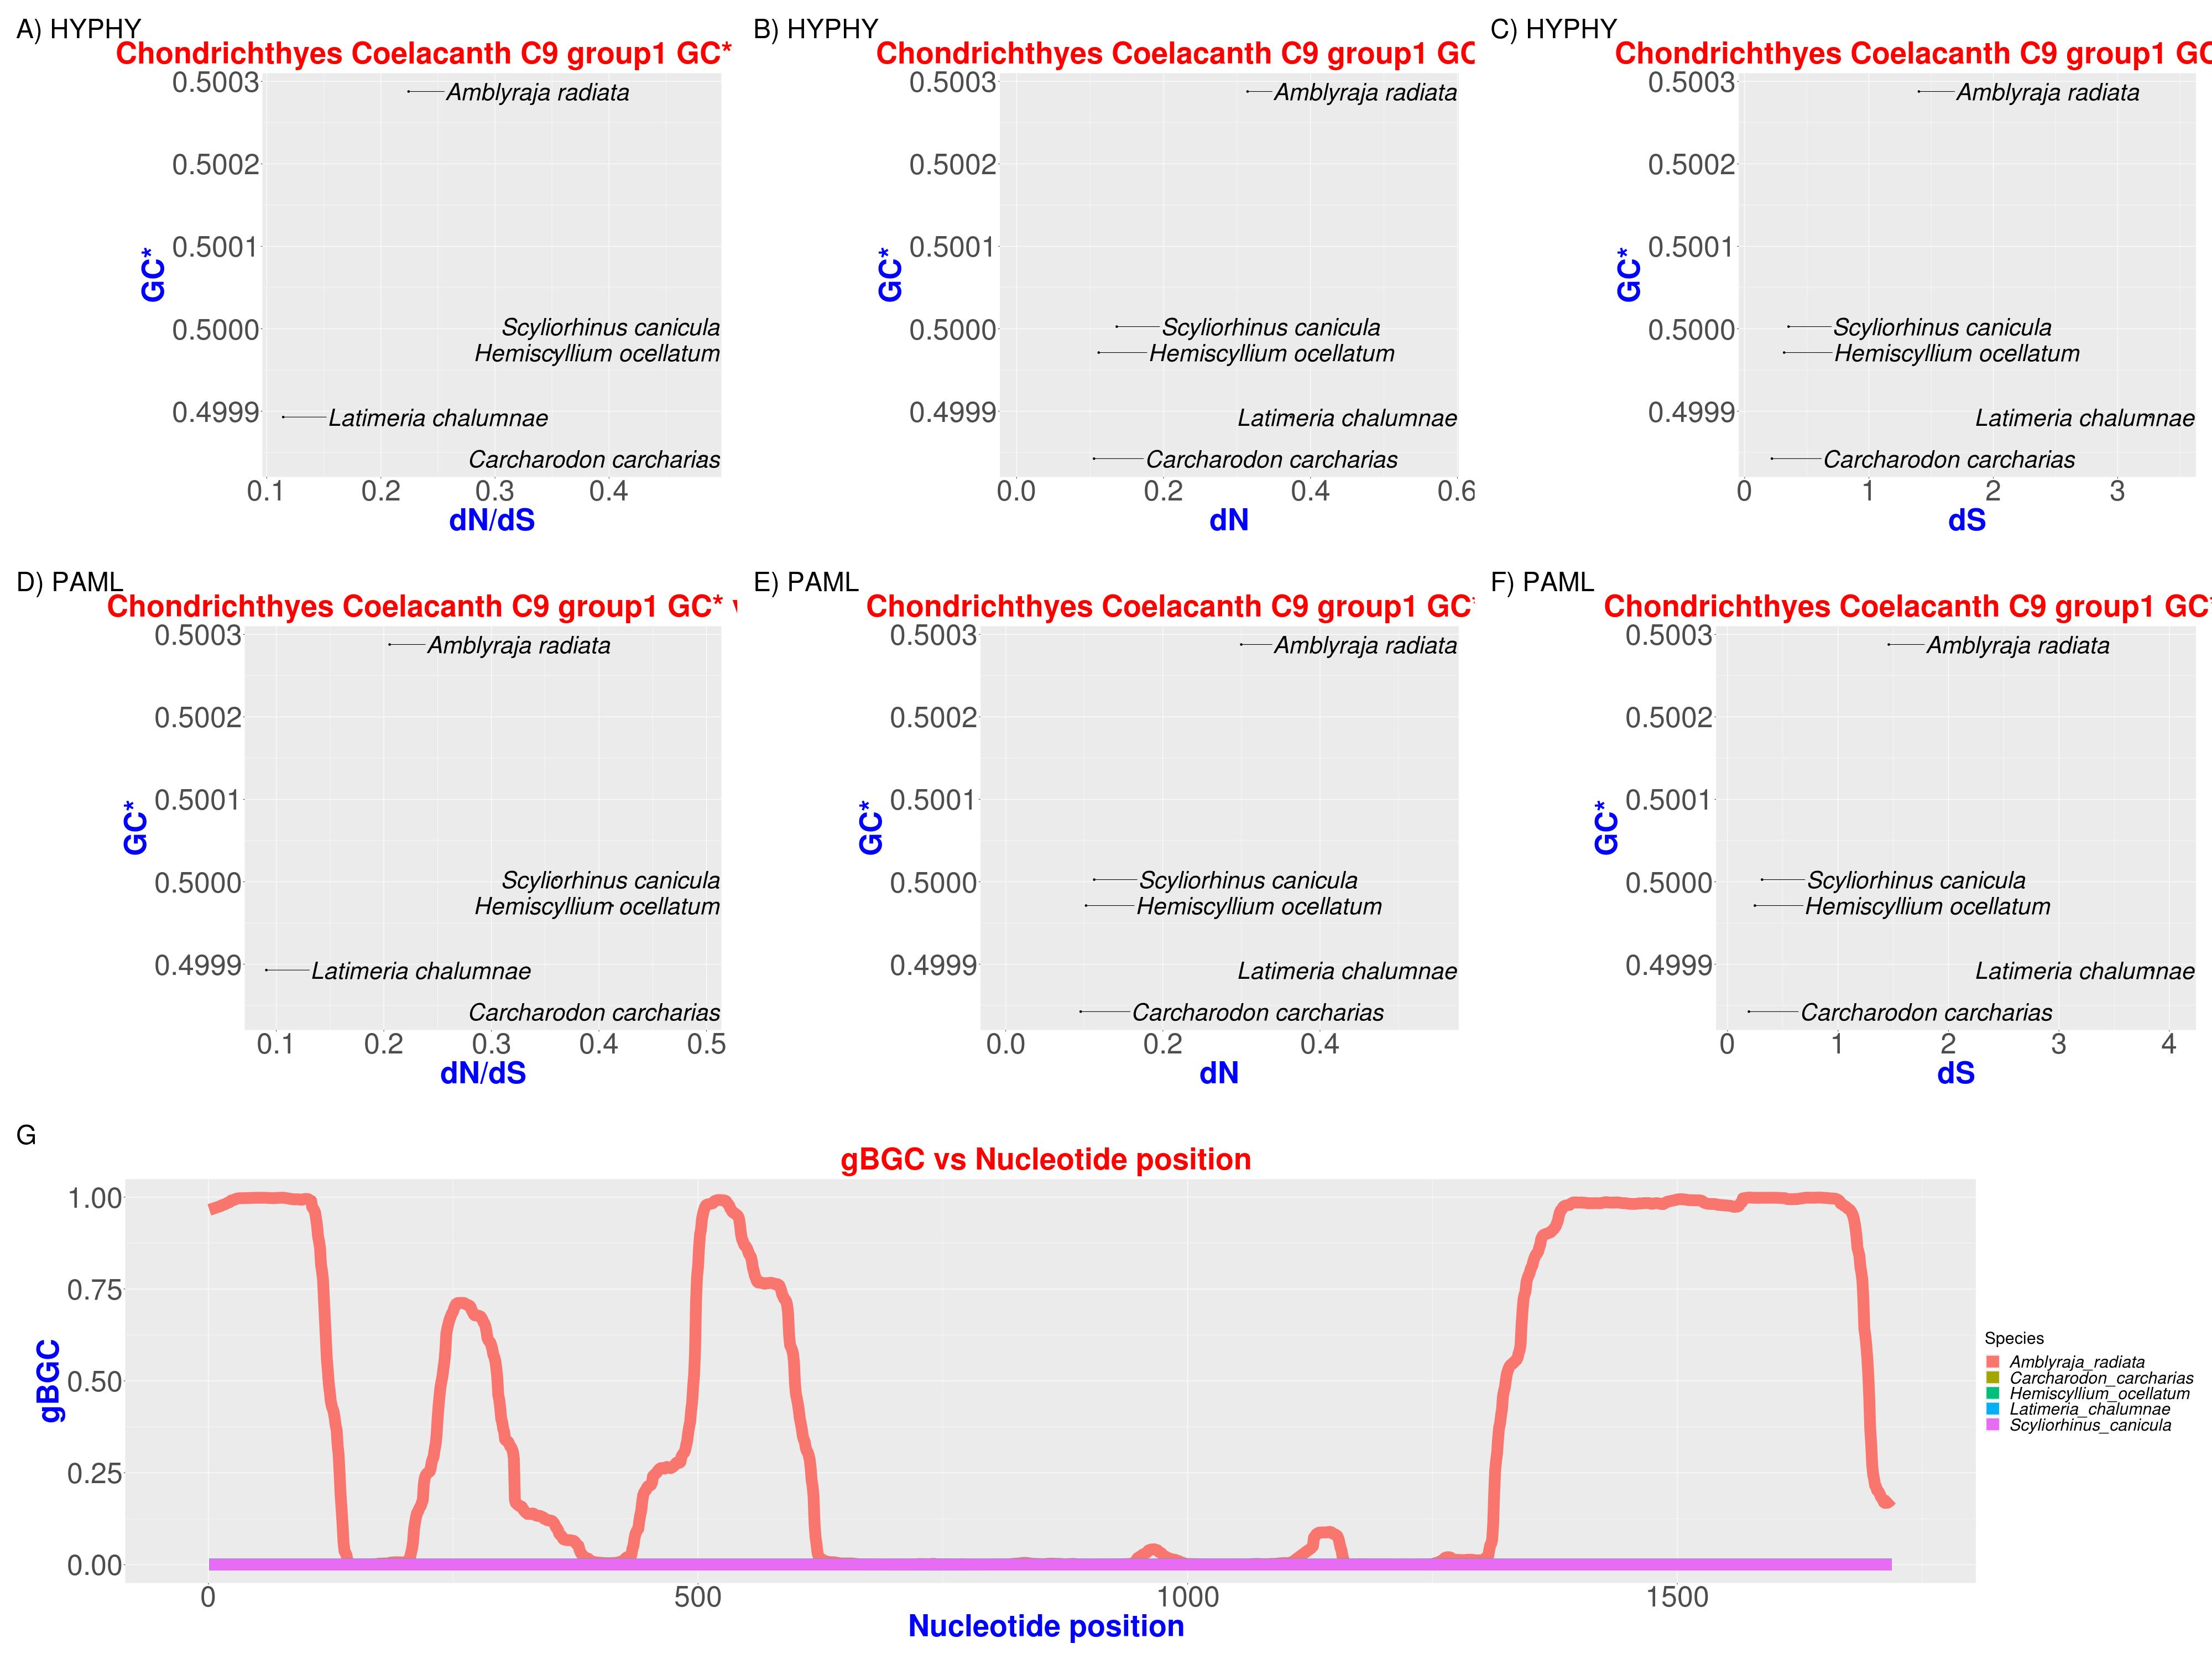 A) HYPHY
Chondrichthyes Coelacanth C9 group1 GC*
0.5003
0.5002
0.5001
0.5000
0.4999
GC*
Amblyraja radiata
Scyliorhinus canicula
Hemiscyllium ocellatum
Latimeria chalumnae
Carcharodon carcharias
0.1 0.2 0.3 0.4
dN/dS
B) HYPHY
Chondrichthyes Coelacanth C9 group1 GC
0.5003
0.5002
0.5001
0.5000
0.4999
GC*
Amblyraja radiata
Scyliorhinus canicula
Hemiscyllium ocellatum
Latimeria chalumnae
Carcharodon carcharias
0.0 0.2 0.4 0.6
dN
C) HYPHY
Chondrichthyes Coelacanth C9 group1 GC
0.5003
0.5002
0.5001
0.5000
0.4999
GC*
Amblyraja radiata
Scyliorhinus canicula
Hemiscyllium ocellatum
Latimeria chalumnae
Carcharodon carcharias
0 1 2 3
dS
D) PAML
Chondrichthyes Coelacanth C9 group1 GC*
0.5003
0.5002
0.5001
0.5000
0.4999
GC*
Amblyraja radiata
Scyliorhinus canicula
Hemiscyllium ocellatum
Latimeria chalumnae
Carcharodon carcharias
0.1 0.2 0.3 0.4 0.5
dN/dS
E) PAML
Chondrichthyes Coelacanth C9 group1 GC*
0.5003
0.5002
0.5001
0.5000
0.4999
GC*
Amblyraja radiata
Scyliorhinus canicula
Hemiscyllium ocellatum
Latimeria chalumnae
Carcharodon carcharias
0.0 0.2 0.4
dN
F) PAML
Chondrichthyes Coelacanth C9 group1 GC*
0.5003
0.5002
0.5001
0.5000
0.4999
GC*
Amblyraja radiata
Scyliorhinus canicula
Hemiscyllium ocellatum
Latimeria chalumnae
Carcharodon carcharias
0 1 2 3 4
dS
G
gBGC vs Nucleotide position
1.00
0.75
0.50
0.25
0.00
gBGC
0 500 1000 1500
Nucleotide position
Species
Amblyraja_radiata
Carcharodon_carcharias
Hemiscyllium_ocellatum
Latimeria_chalumnae
Scyliorhinus_canicula